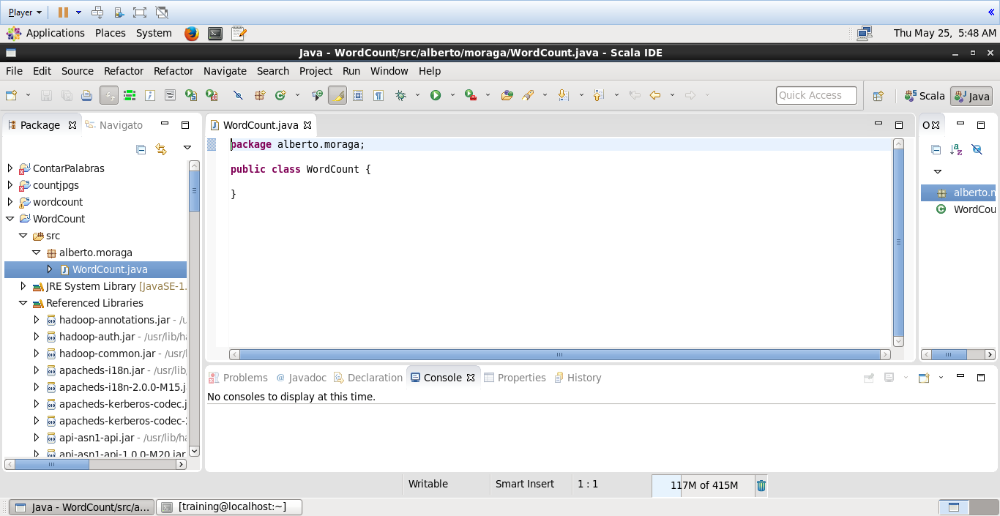 Player
Applications Places System Thu May 25, 5:48 AM
Java - WordCount/src/alberto/moraga/WordCount.java - Scala IDE
File Edit Source Refactor Refactor Navigate Search Project Run Window Help
Quick Access Scala Java
Package Navigato
ContarPalabras
countjpgs
wordcount
WordCount
src
alberto.moraga
WordCount.java
JRE System Library [JavaSE-1.
Referenced Libraries
hadoop-annotations.jar - /u
hadoop-auth.jar - /usr/lib/ha
hadoop-common.jar - /usr/
apacheds-i18n.jar - /usr/lib
apacheds-i18n-2.0.0-M15.j
apacheds-kerberos-codec.j
apacheds-kerberos-codec-
api-asn1-api.jar - /usr/lib/ha
api-asn1-api-1.0.0-M20.jar
WordCount.java
package alberto.moraga;
public class WordCount {
}
O
alberto.m
WordCou
Problems @ Javadoc Declaration Console Properties History
No consoles to display at this time.
Writable Smart Insert 1 : 1 117M of 415M
Java - WordCount/src/a... [training@localhost:~]